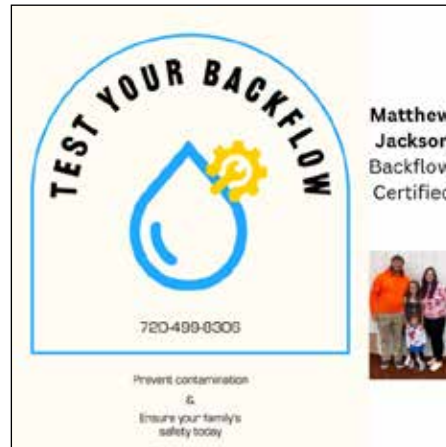 TEST YOUR BACKFLOW
720-499-8306
Prevent contamination
&
Ensure your family's
safety today
Matthew
Jackson
Backflow
Certified